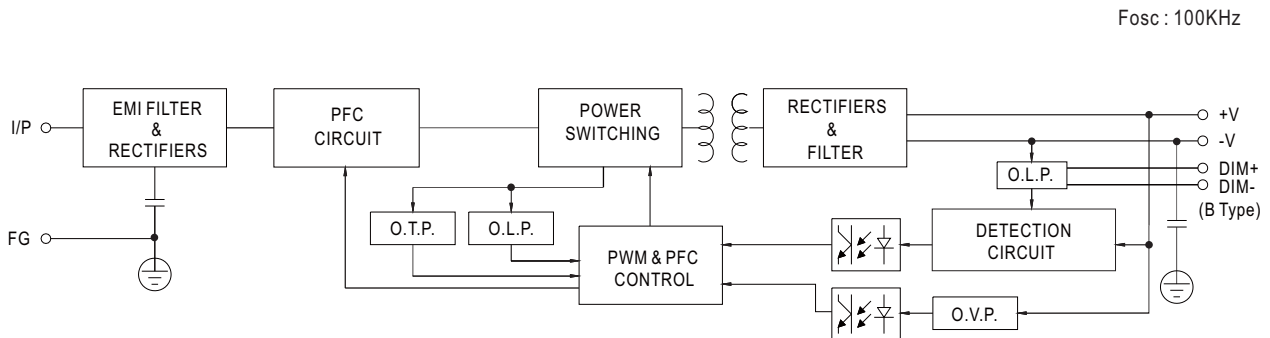 Fosc : 100KHz
I/P
EMI FILTER
&
RECTIFIERS
PFC
CIRCUIT
POWER
SWITCHING
RECTIFIERS
&
FILTER
+V
-V
DIM+
DIM-
(B Type)
O.L.P.
FG
O.T.P.
O.L.P.
PWM & PFC
CONTROL
DETECTION
CIRCUIT
O.V.P.